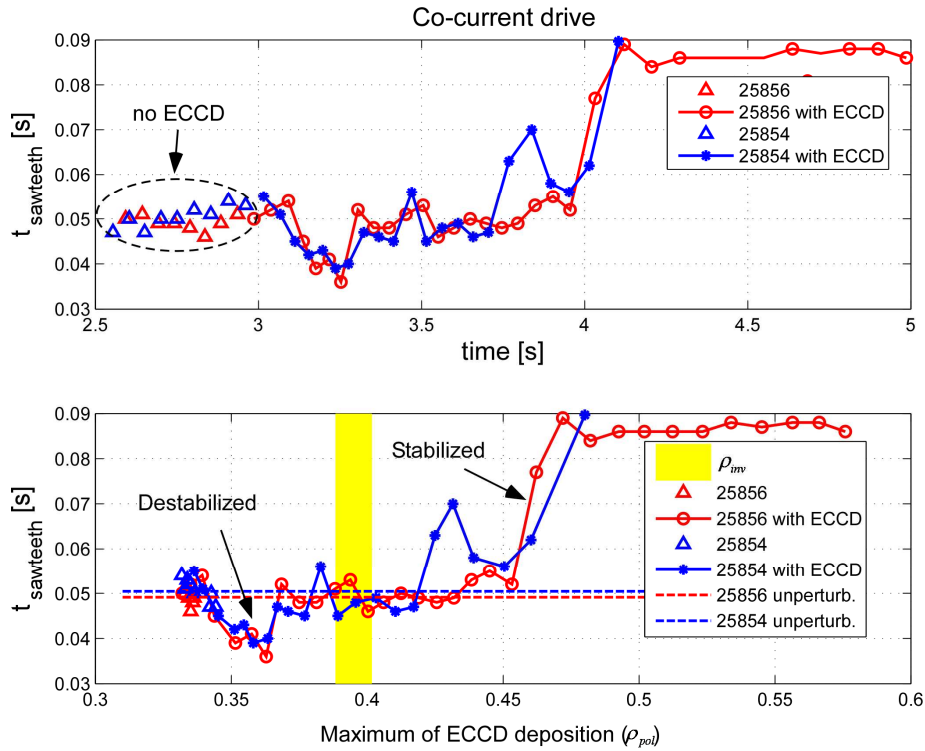 Co-current drive
0.09
0.08
0.07
0.06
0.05
0.04
0.03
t sawteeth [s]
no ECCD
25856
25856 with ECCD
25854
25854 with ECCD
2.5 3 3.5 4 4.5 5
time [s]
0.09
0.08
0.07
0.06
0.05
0.04
0.03
t sawteeth [s]
Destabilized
Stabilized
ρinv
25856
25856 with ECCD
25854
25854 with ECCD
25856 unperturb.
25854 unperturb.
0.3 0.35 0.4 0.45 0.5 0.55 0.6
Maximum of ECCD deposition (ρpol)